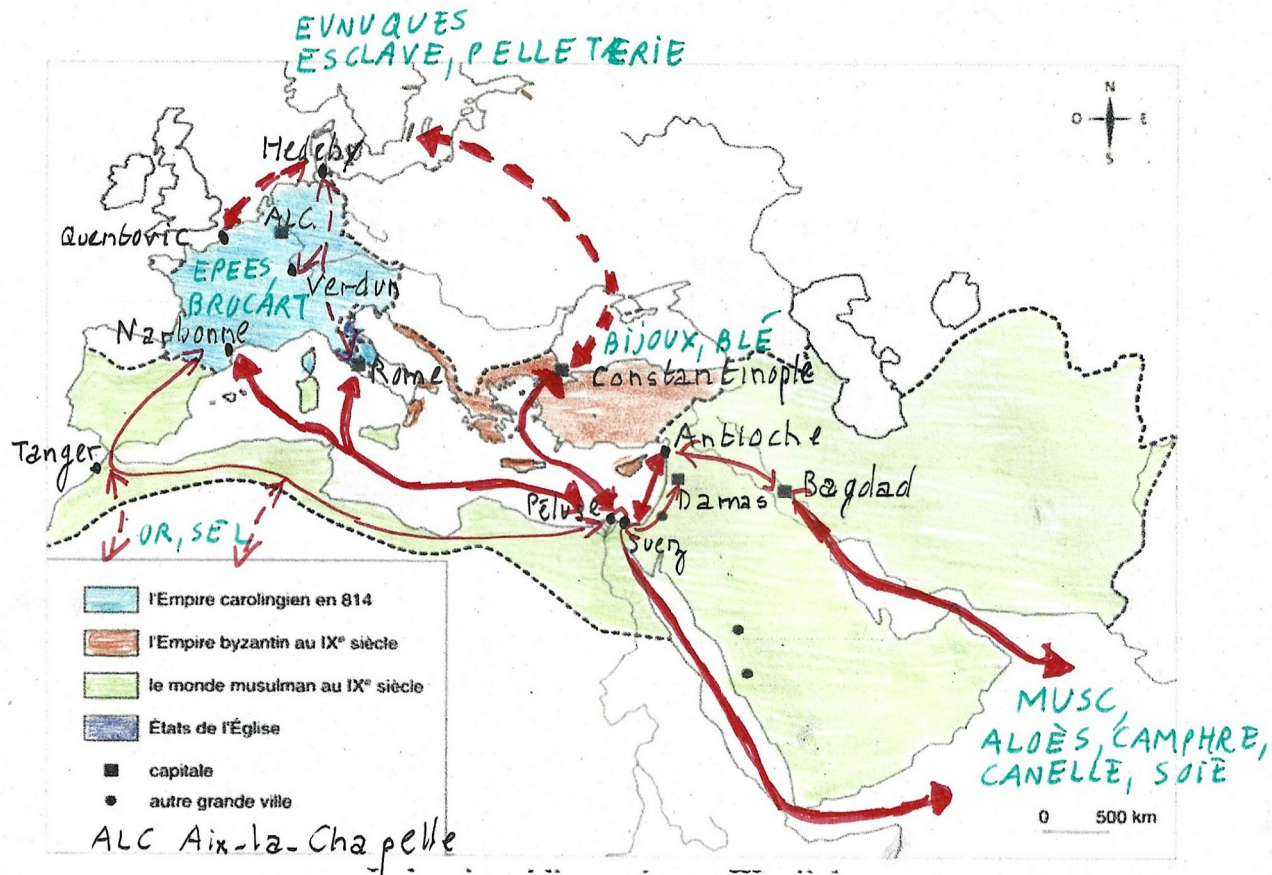 EVNUQUES
ESCLAVE, PELLETÆRIE
N
O E
S
Hedeby
ALC.
Quentovic
EPEES,
BRUCART
Verdun
Narbonne
Rome
BIJOUX, BLÉ
Constantinople
Tanger
Antioche
Damas
Bagdad
Péluse
Suez
OR, SEL
l'Empire carolingien en 814
l'Empire byzantin au IXe siècle
le monde musulman au IXe siècle
États de l'Église
capitale
autre grande ville
ALC Aix-la-Chapelle
MUSC,
ALOÈS, CAMPHRE,
CANELLE, SOIE
0 500 km